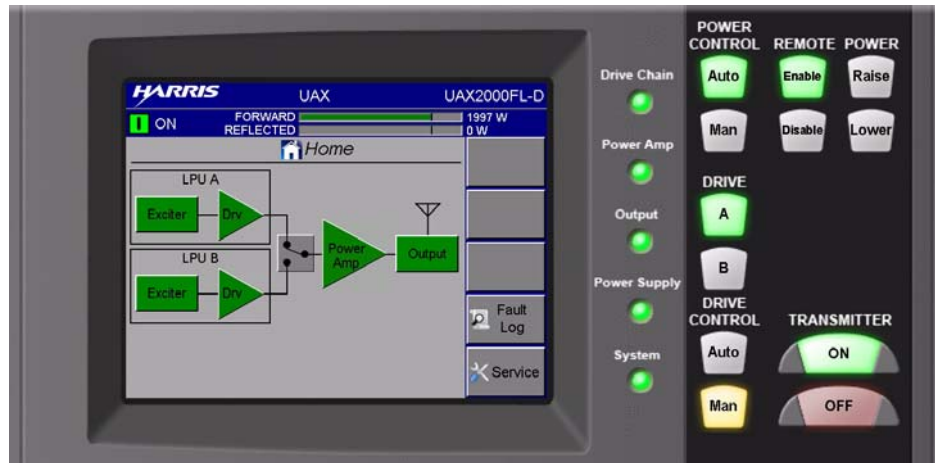 HARRIS
UAX
UAX2000FL-D
ON
FORWARD
1997 W
REFLECTED
0 W
Home
LPU A
Exciter
Drv
LPU B
Exciter
Drv
Power
Amp
Output
Fault
Log
Service
Drive Chain
Power Amp
Output
Power Supply
System
POWER
CONTROL
REMOTE
POWER
Auto
Enable
Raise
Man
Disable
Lower
DRIVE
A
B
DRIVE
CONTROL
TRANSMITTER
Auto
ON
Man
OFF